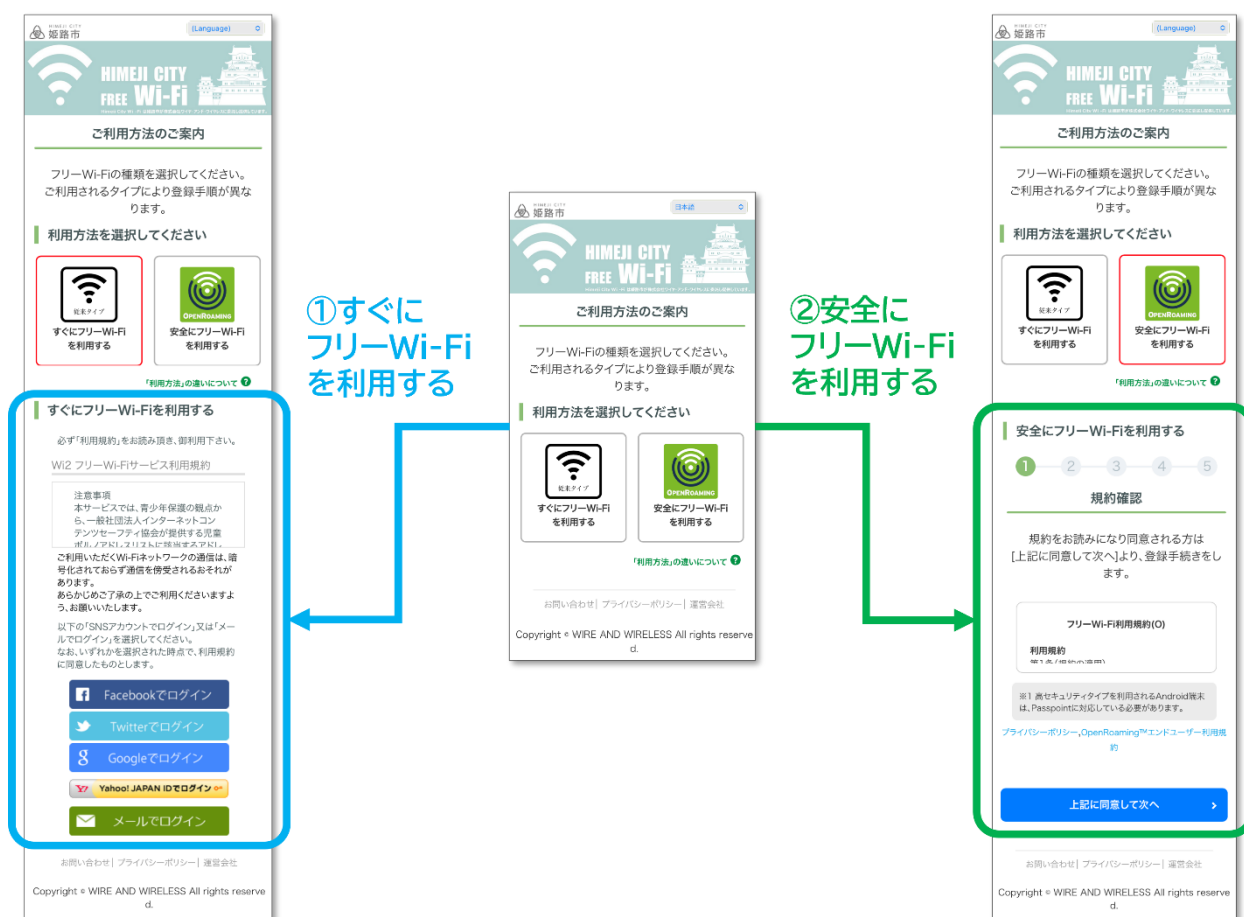 HIMEJI CITY
姫路市
(Language)
HIMEJI CITY
FREE Wi-Fi
ご利用方法のご案内
フリーWi-Fiの種類を選択してください。
ご利用されるタイプにより登録手順が異な
ります。
利用方法を選択してください
従来タイプ
すぐにフリーWi-Fi
を利用する
OPENROAMING
安全にフリーWi-Fi
を利用する
「利用方法」の違いについて ?
すぐにフリーWi-Fiを利用する
必ず「利用規約」をお読み頂き、御利用下さい。
Wi2 フリーWi-Fiサービス利用規約
注意事項
本サービスでは、青少年保護の観点か
ら、一般社団法人インターネットコン
テンツセーフティ協会が提供する児童
ポルノアドレスリストに該当するアドレ
ご利用いただくWi-Fiネットワークの通信は、暗
号化されておらず通信を傍受されるおそれが
あります。
あらかじめご了承の上でご利用くださいますよ
う、お願いいたします。
以下の「SNSアカウントでログイン」又は「メー
ルでログイン」を選択してください。
なお、いずれかを選択された時点で、利用規約
に同意したものとします。
Facebookでログイン
Twitterでログイン
Googleでログイン
Yahoo! JAPAN IDでログイン
メールでログイン
お問い合わせ| プライバシーポリシー| 運営会社
Copyright © WIRE AND WIRELESS All rights reserve
d.
①すぐに
フリーWi-Fi
を利用する
HIMEJI CITY
姫路市
日本語
HIMEJI CITY
FREE Wi-Fi
ご利用方法のご案内
フリーWi-Fiの種類を選択してください。
ご利用されるタイプにより登録手順が異な
ります。
利用方法を選択してください
従来タイプ
すぐにフリーWi-Fi
を利用する
OPENROAMING
安全にフリーWi-Fi
を利用する
「利用方法」の違いについて ?
お問い合わせ| プライバシーポリシー| 運営会社
Copyright © WIRE AND WIRELESS All rights reserve
d.
②安全に
フリーWi-Fi
を利用する
HIMEJI CITY
姫路市
(Language)
HIMEJI CITY
FREE Wi-Fi
ご利用方法のご案内
フリーWi-Fiの種類を選択してください。
ご利用されるタイプにより登録手順が異な
ります。
利用方法を選択してください
従来タイプ
すぐにフリーWi-Fi
を利用する
OPENROAMING
安全にフリーWi-Fi
を利用する
「利用方法」の違いについて ?
安全にフリーWi-Fiを利用する
1 2 3 4 5
規約確認
規約をお読みになり同意される方は
[上記に同意して次へ]より、登録手続きをし
ます。
フリーWi-Fi利用規約(O)
利用規約
第1条(規約の適用)
※1 高セキュリティタイプを利用されるAndroid端末
は、Passpointに対応している必要があります。
プライバシーポリシー,OpenRoaming™エンドユーザー利用規
約
上記に同意して次へ
お問い合わせ| プライバシーポリシー| 運営会社
Copyright © WIRE AND WIRELESS All rights reserve
d.